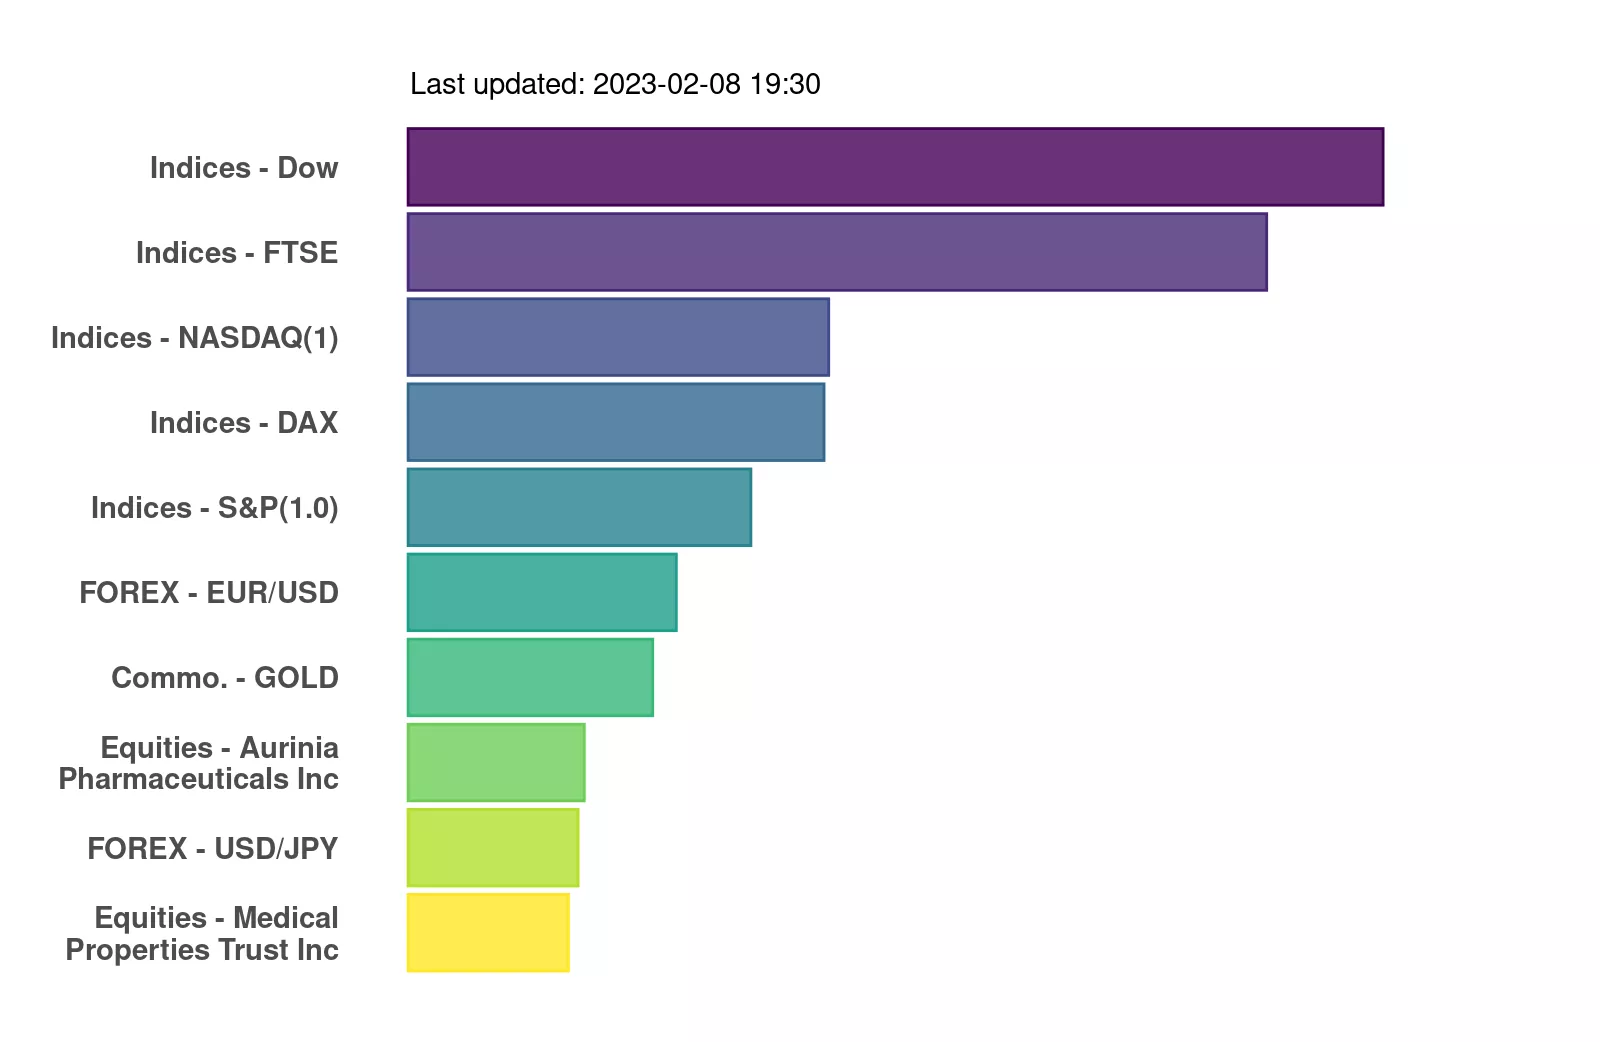 Last updated: 2023-02-08 19:30
Indices - Dow
Indices - FTSE
Indices - NASDAQ(1)
Indices - DAX
Indices - S&P(1.0)
FOREX - EUR/USD
Commo. - GOLD
Equities - Aurinia
Pharmaceuticals Inc
FOREX - USD/JPY
Equities - Medical
Properties Trust Inc